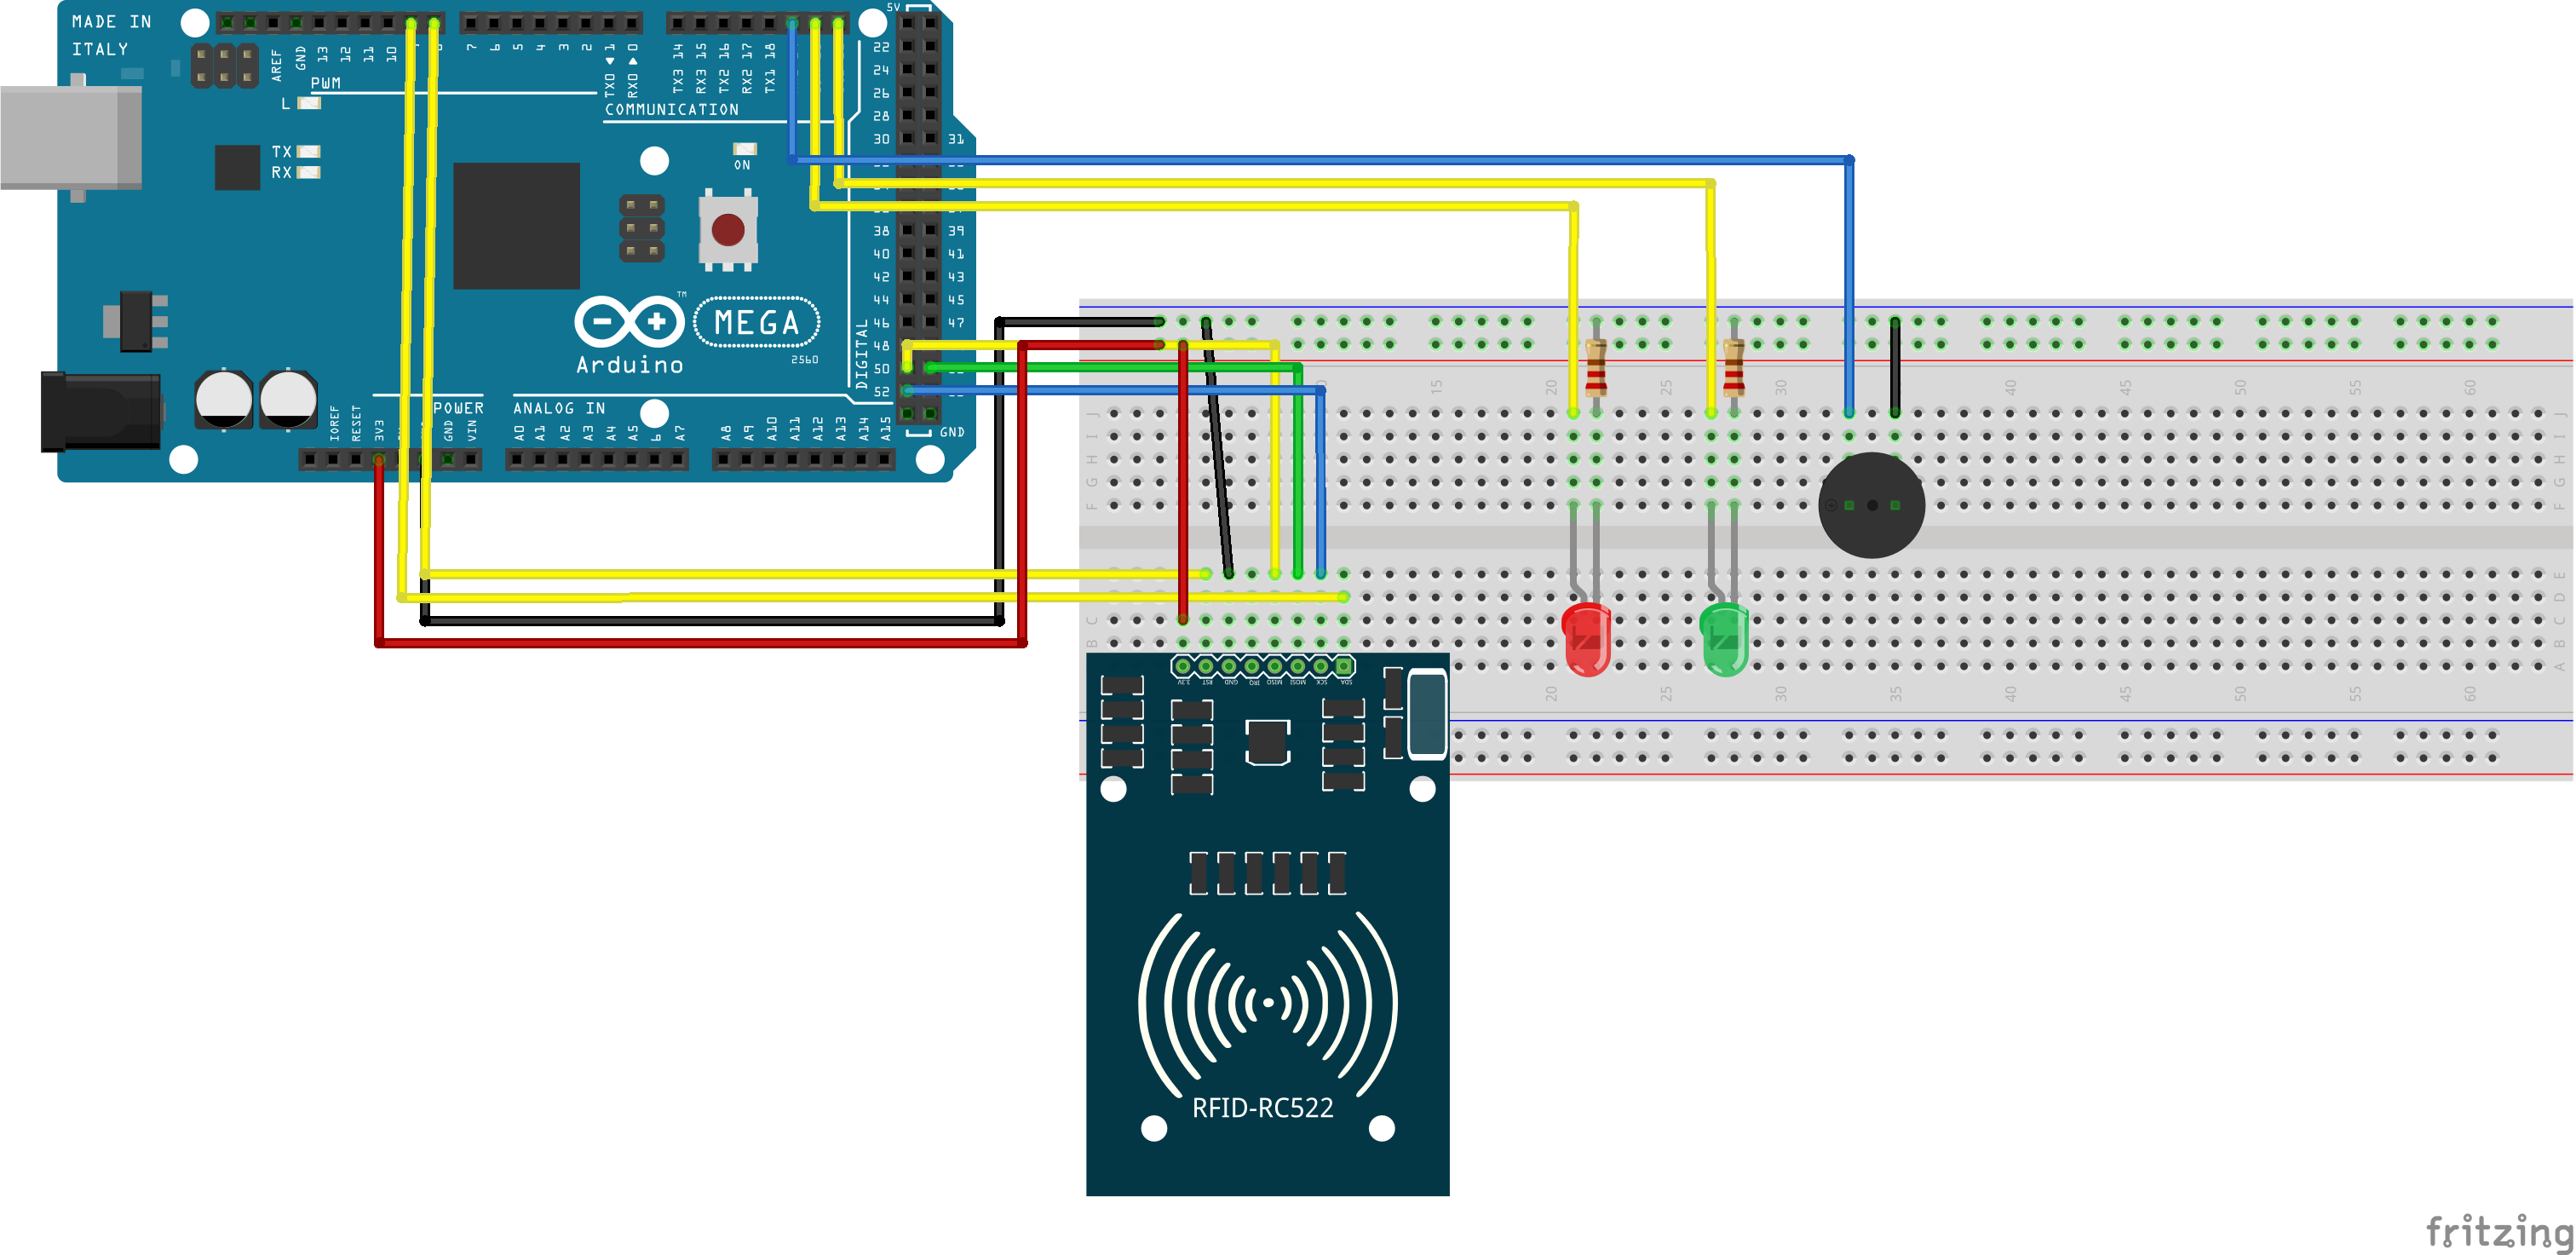 MADE IN
ITALY
AREF
GND
13
12
11
10
7
6
5
4
3
2
TX0 ◄ 1
RX0 ► 0
TX3 14
RX3 15
TX2 16
RX2 17
TX1 18
5V
22
24
26
28
30
31
38
39
40
41
42
43
44
45
46
47
48
50
52
GND
PWM
L
COMMUNICATION
TX
RX
ON
MEGA
TM
2560
Arduino
DIGITAL
IOREF
RESET
3V3
GND
VIN
POWER
ANALOG IN
A0
A1
A2
A3
A4
A5
6
A7
A8
A9
A10
A11
A12
A13
A14
A15
15
20
25
30
40
45
50
55
60
J
I
H
G
F
J
I
H
G
F
E
D
C
B
A
C
B
20
25
30
35
40
45
50
55
60
3.3V
RST
GND
IRQ
MISO
MOSI
SCK
SDA
RFID-RC522
fritzing